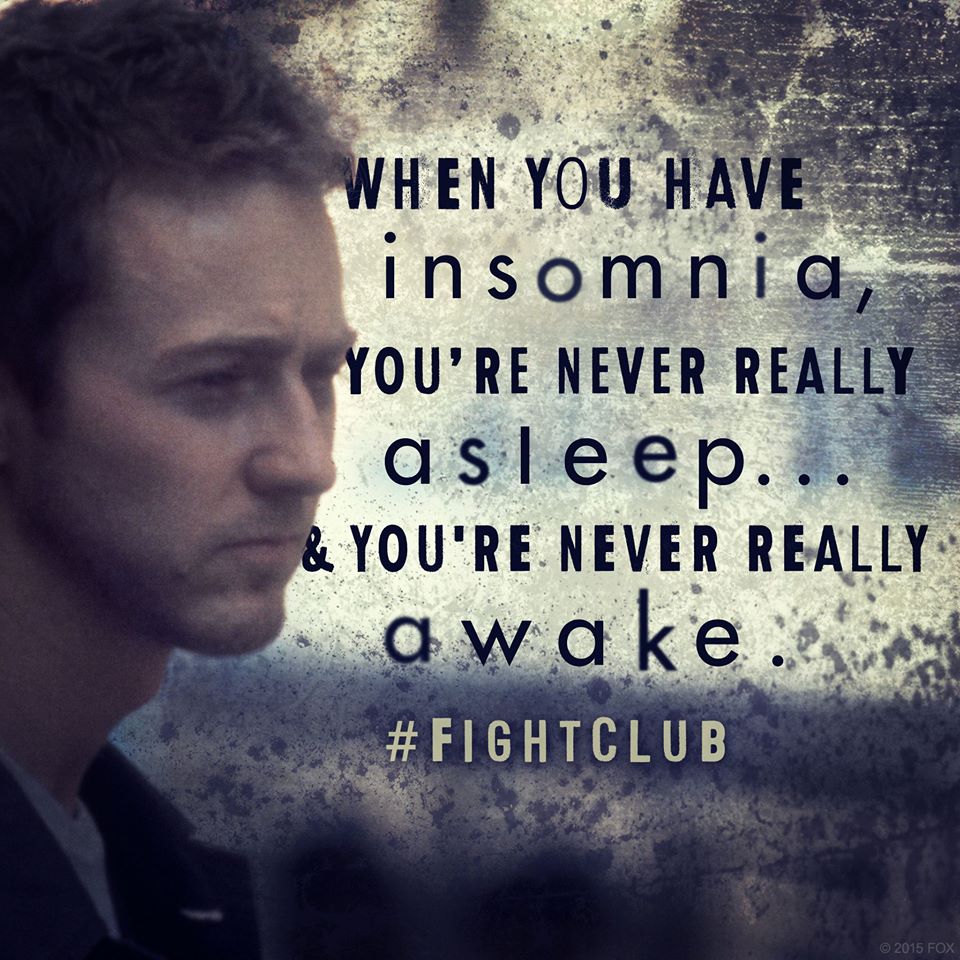 WHEN YOU HAVE
insomnia,
YOU'RE NEVER REALLY
asleep...
& YOU'RE NEVER REALLY
awake.
#FIGHTCLUB
© 2015 FOX